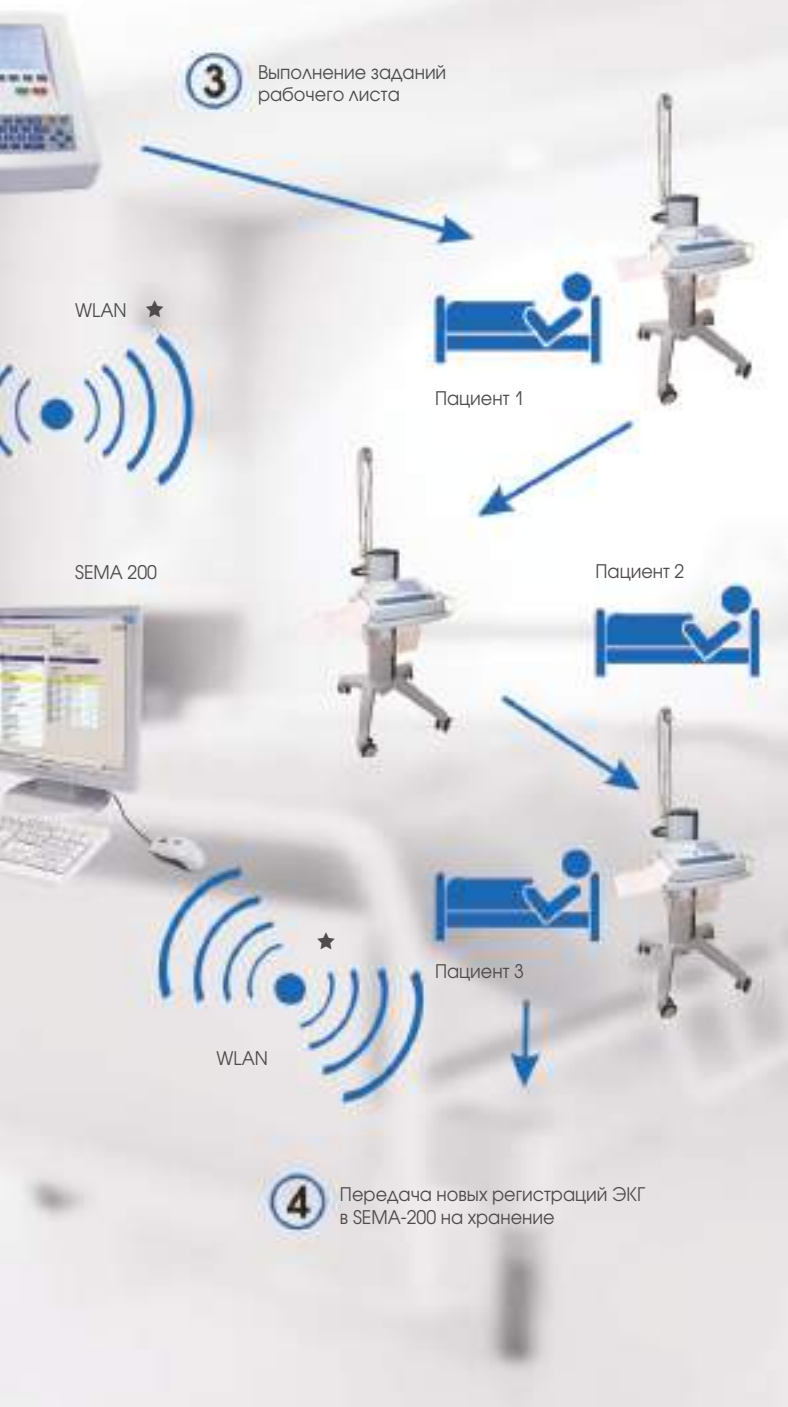 3
Выполнение заданий
рабочего листа
WLAN
Пациент 1
SEMA 200
Пациент 2
Пациент 3
WLAN
4
Передача новых регистраций ЭКГ
в SEMA-200 на хранение